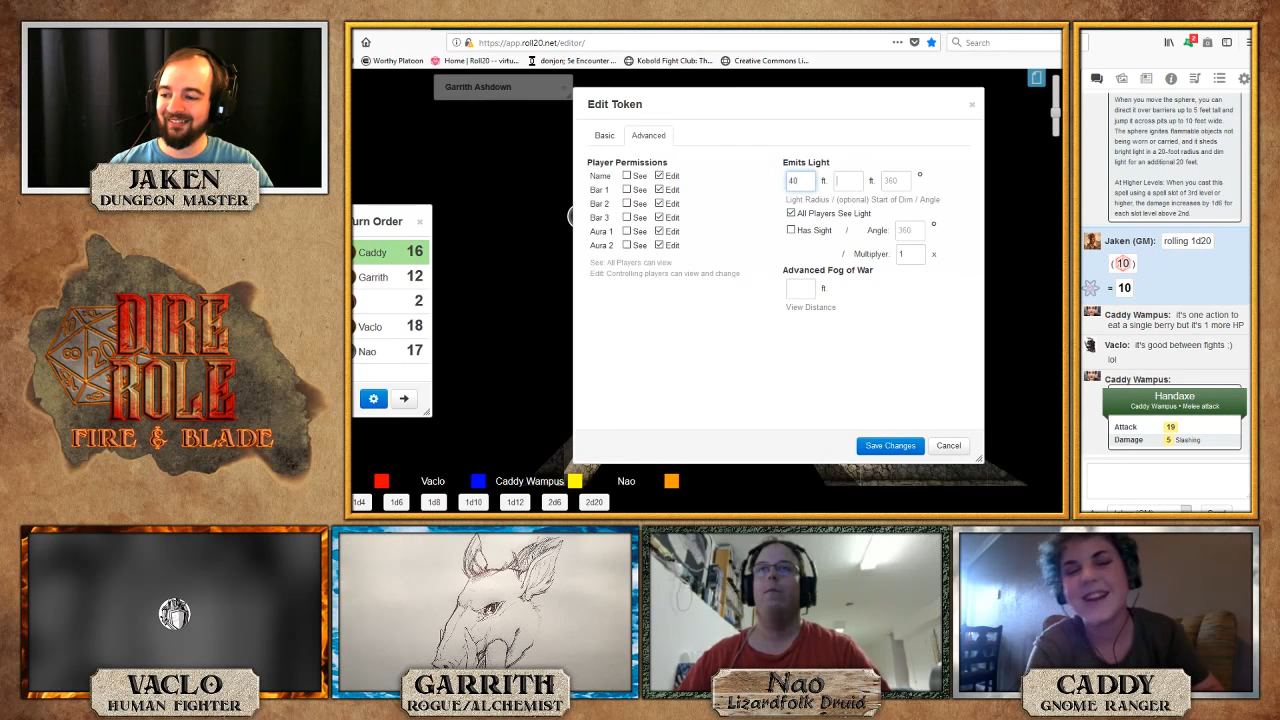 JAKEN
DUNGEON MASTER
DIRE
ROLE
FIRE & BLADE
https://app.roll20.net/editor/
Search
Worthy Platoon
Home | Roll20 -- virtu...
donjon; 5e Encounter ...
Kobold Fight Club: Th...
Creative Commons Li...
Garrith Ashdown
Edit Token
Basic
Advanced
Player Permissions
Name See Edit
Bar 1 See Edit
Bar 2 See Edit
Bar 3 See Edit
Aura 1 See Edit
Aura 2 See Edit
See: All Players can view
Edit: Controlling players can view and change
Emits Light
40 ft. ft. 360 °
Light Radius / (optional) Start of Dim / Angle
All Players See Light
Has Sight / Angle: 360 °
/ Multiplyer: 1 x
Advanced Fog of War
ft.
View Distance
Save Changes
Cancel
urn Order
Caddy 16
Garrith 12
2
Vaclo 18
Nao 17
Vaclo
Caddy Wampus
Nao
1d4
1d6
1d8
1d10
1d12
2d6
2d20
2
When you move the sphere, you can
direct it over barriers up to 5 feet tall and
jump it across pits up to 10 feet wide.
The sphere ignites flammable objects not
being worn or carried, and it sheds
bright light in a 20-foot radius and dim
light for an additional 20 feet.
At Higher Levels: When you cast this
spell using a spell slot of 3rd level or
higher, the damage increases by 1d6 for
each slot level above 2nd.
Jaken (GM): rolling 1d20
(10)
= 10
Caddy Wampus: it's one action to
eat a single berry but it's 1 more HP
Vaclo: it's good between fights ;)
lol
Caddy Wampus:
Handaxe
Caddy Wampus • Melee attack
Attack 19
Damage 5 Slashing
VACLO
HUMAN FIGHTER
GARRITH
ROGUE/ALCHEMIST
Nao
Lizardfolk Druid
CADDY
GNOME RANGER